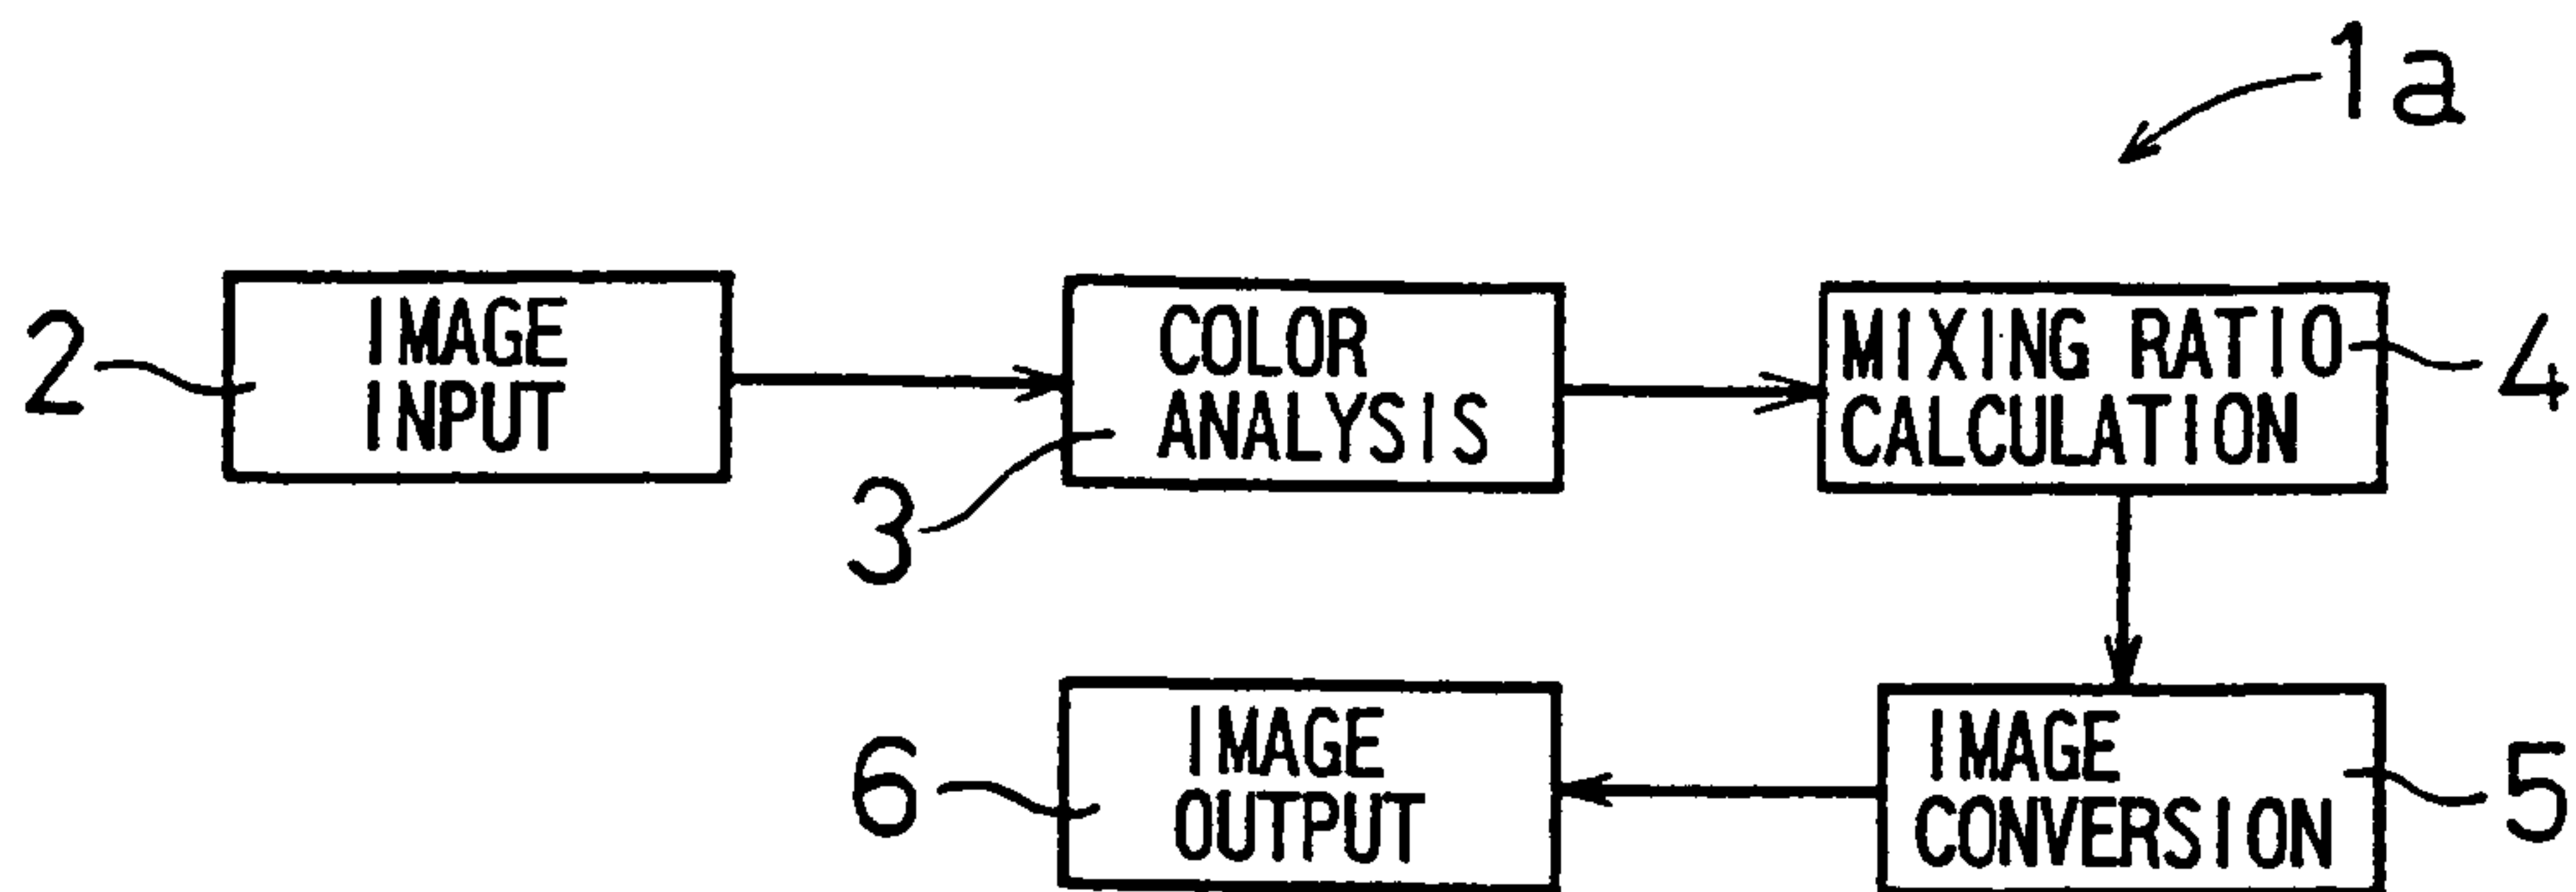 1a
2
IMAGE
INPUT
3
COLOR
ANALYSIS
MIXING RATIO
CALCULATION
4
6
IMAGE
OUTPUT
IMAGE
CONVERSION
5